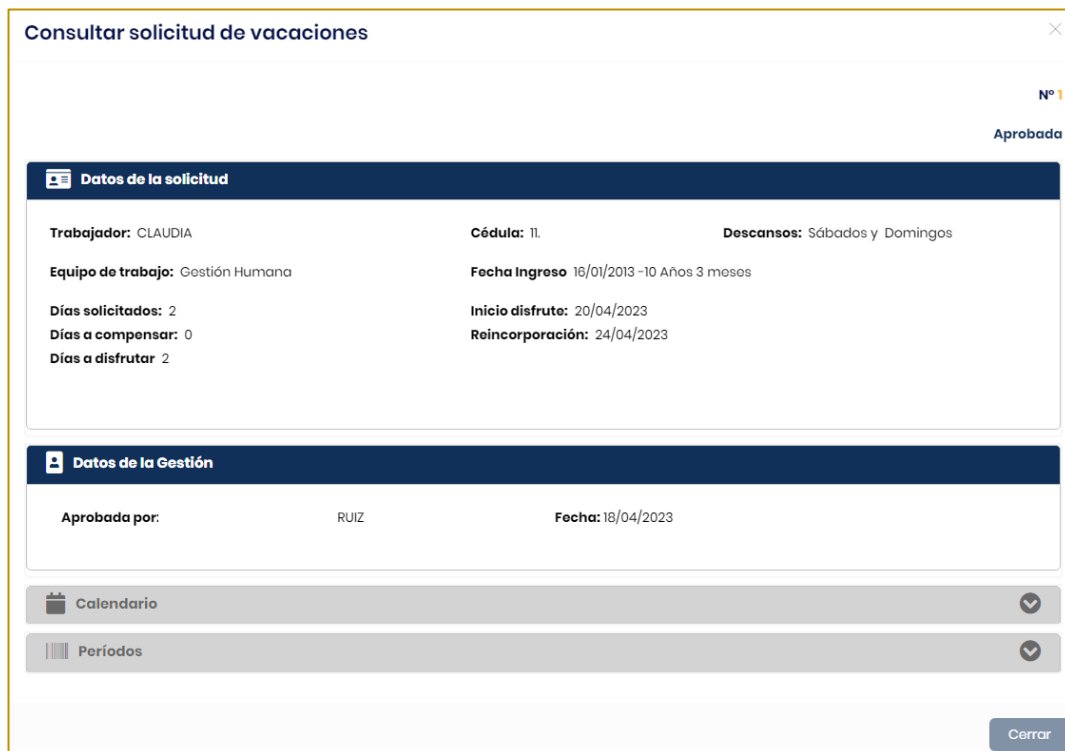 Consultar solicitud de vacaciones
Nº 1
Aprobada
Datos de la solicitud
Trabajador: CLAUDIA Cédula: 11. Descansos: Sábados y Domingos
Equipo de trabajo: Gestión Humana Fecha Ingreso 16/01/2013 -10 Años 3 meses
Días solicitados: 2 Inicio disfrute: 20/04/2023
Días a compensar: 0 Reincorporación: 24/04/2023
Días a disfrutar 2
Datos de la Gestión
Aprobada por: RUIZ Fecha: 18/04/2023
Calendario
Períodos
Cerrar